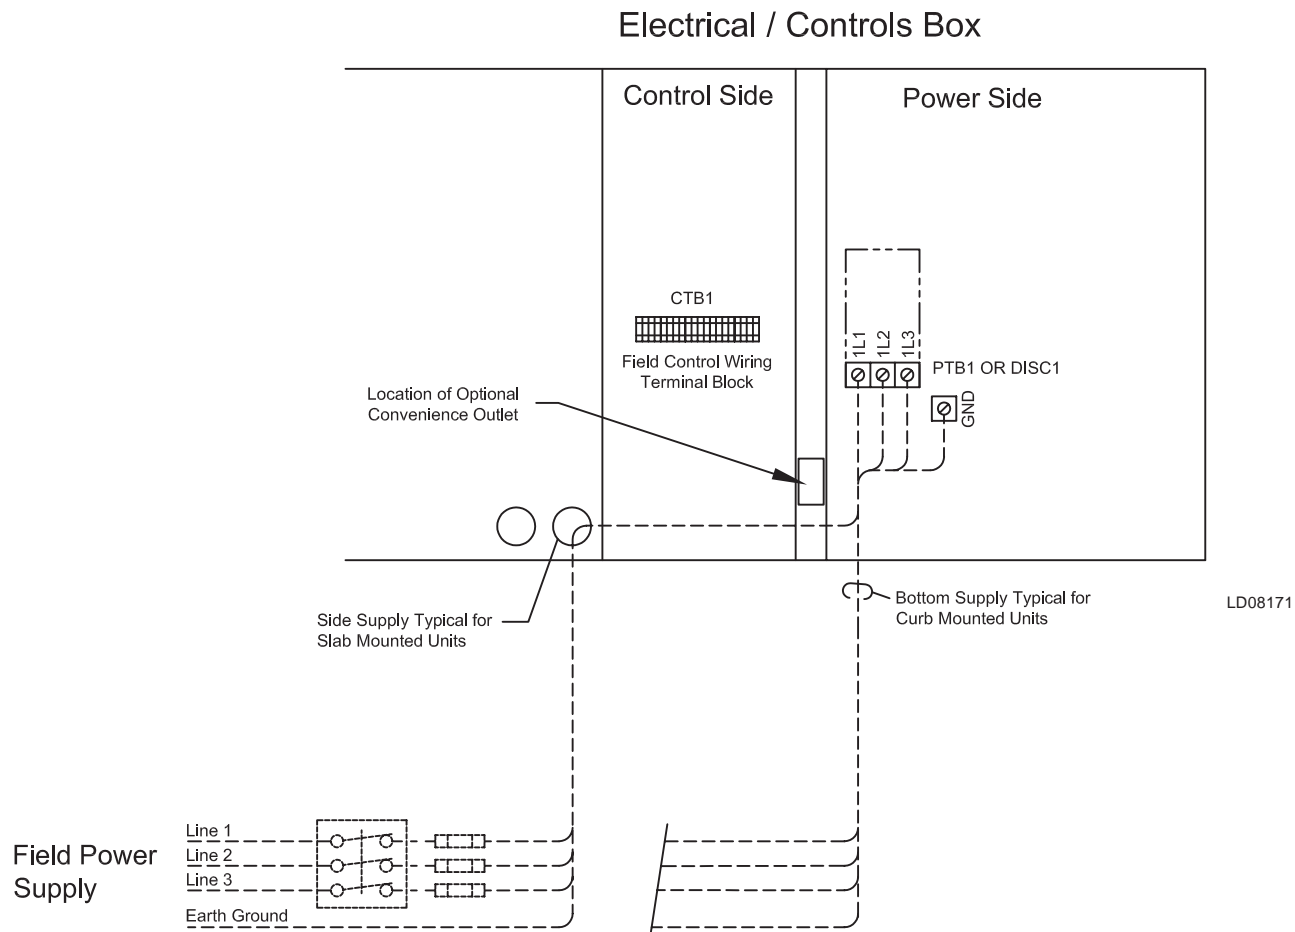 Electrical / Controls Box
Control Side
Power Side
CTB1
Field Control Wiring
Terminal Block
1L1
1L2
1L3
PTB1 OR DISC1
GND
Location of Optional
Convenience Outlet
Side Supply Typical for
Slab Mounted Units
Bottom Supply Typical for
Curb Mounted Units
LD08171
Field Power
Supply
Line 1
Line 2
Line 3
Earth Ground